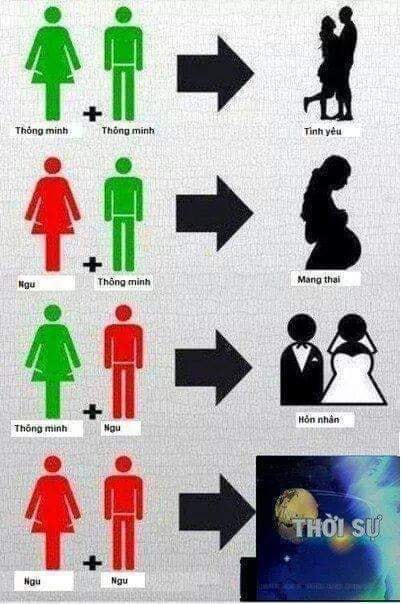 Thông minh
+
Thông minh
Tình yêu
Ngu
+
Thông minh
Mang thai
Thông minh
+
Ngu
Hôn nhân
Ngu
+
Ngu
THỜI SỰ